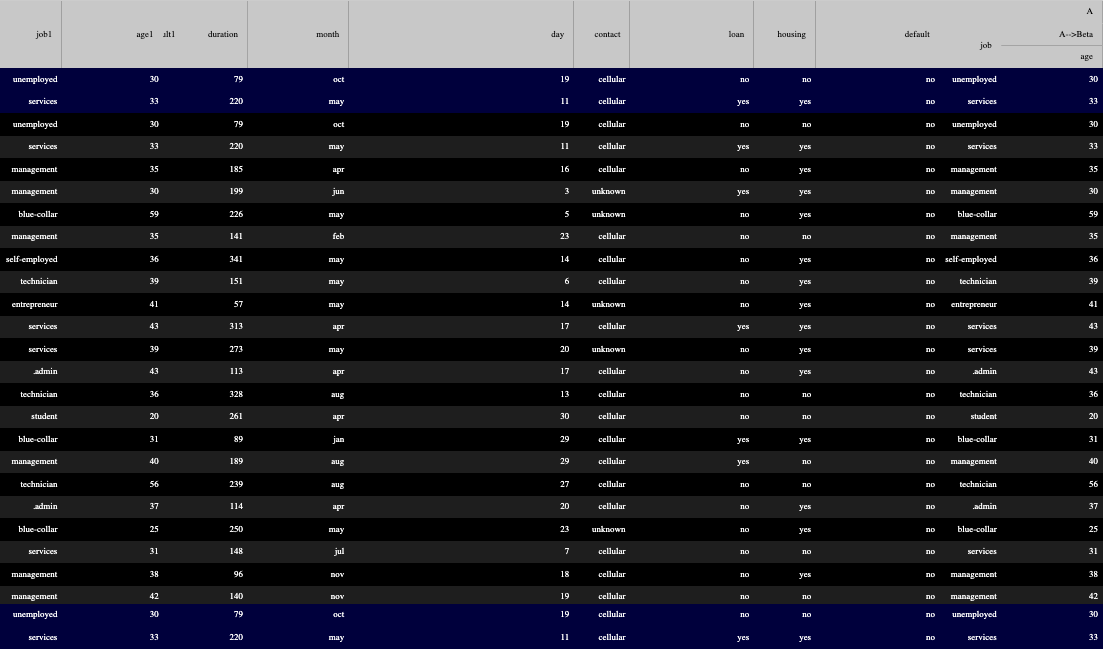 A
job1 age1 ult1 duration month day contact loan housing default job A-->Beta
age
unemployed 30 79 oct 19 cellular no no no unemployed 30
services 33 220 may 11 cellular yes yes no services 33
unemployed 30 79 oct 19 cellular no no no unemployed 30
services 33 220 may 11 cellular yes yes no services 33
management 35 185 apr 16 cellular no yes no management 35
management 30 199 jun 3 unknown yes yes no management 30
blue-collar 59 226 may 5 unknown no yes no blue-collar 59
management 35 141 feb 23 cellular no no no management 35
self-employed 36 341 may 14 cellular no yes no self-employed 36
technician 39 151 may 6 cellular no yes no technician 39
entrepreneur 41 57 may 14 unknown no yes no entrepreneur 41
services 43 313 apr 17 cellular yes yes no services 43
services 39 273 may 20 unknown no yes no services 39
.admin 43 113 apr 17 cellular no yes no .admin 43
technician 36 328 aug 13 cellular no no no technician 36
student 20 261 apr 30 cellular no no no student 20
blue-collar 31 89 jan 29 cellular yes yes no blue-collar 31
management 40 189 aug 29 cellular yes no no management 40
technician 56 239 aug 27 cellular no no no technician 56
.admin 37 114 apr 20 cellular no yes no .admin 37
blue-collar 25 250 may 23 unknown no yes no blue-collar 25
services 31 148 jul 7 cellular no no no services 31
management 38 96 nov 18 cellular no yes no management 38
management 42 140 nov 19 cellular no no no management 42
unemployed 30 79 oct 19 cellular no no no unemployed 30
services 33 220 may 11 cellular yes yes no services 33